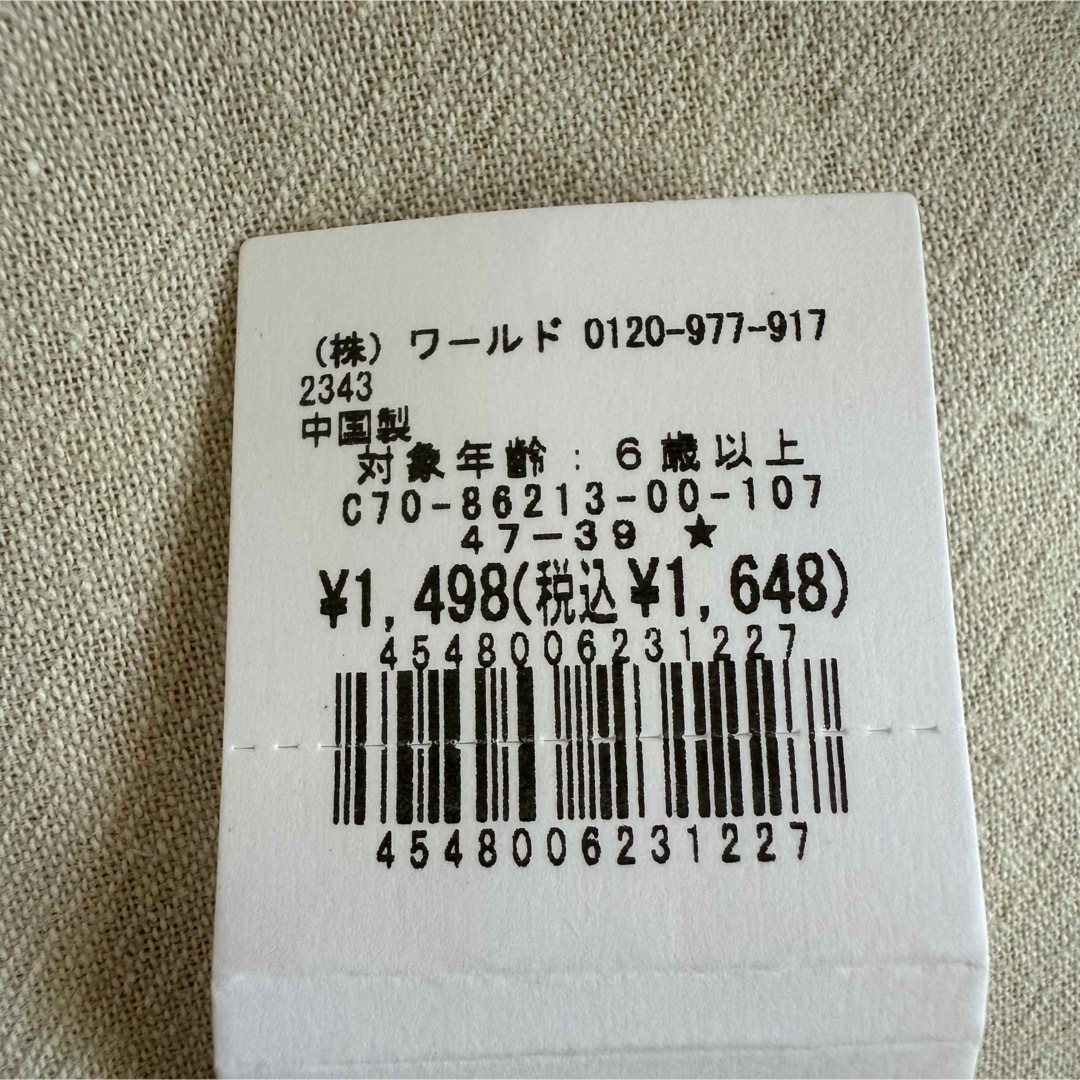 (株) ワールド 0120-977-917
2343
中国製
対象年齢: 6歳以上
C70-86213-00-107
47-39 ★
¥1,498(税込¥1,648)
4548006231227
4548006231227